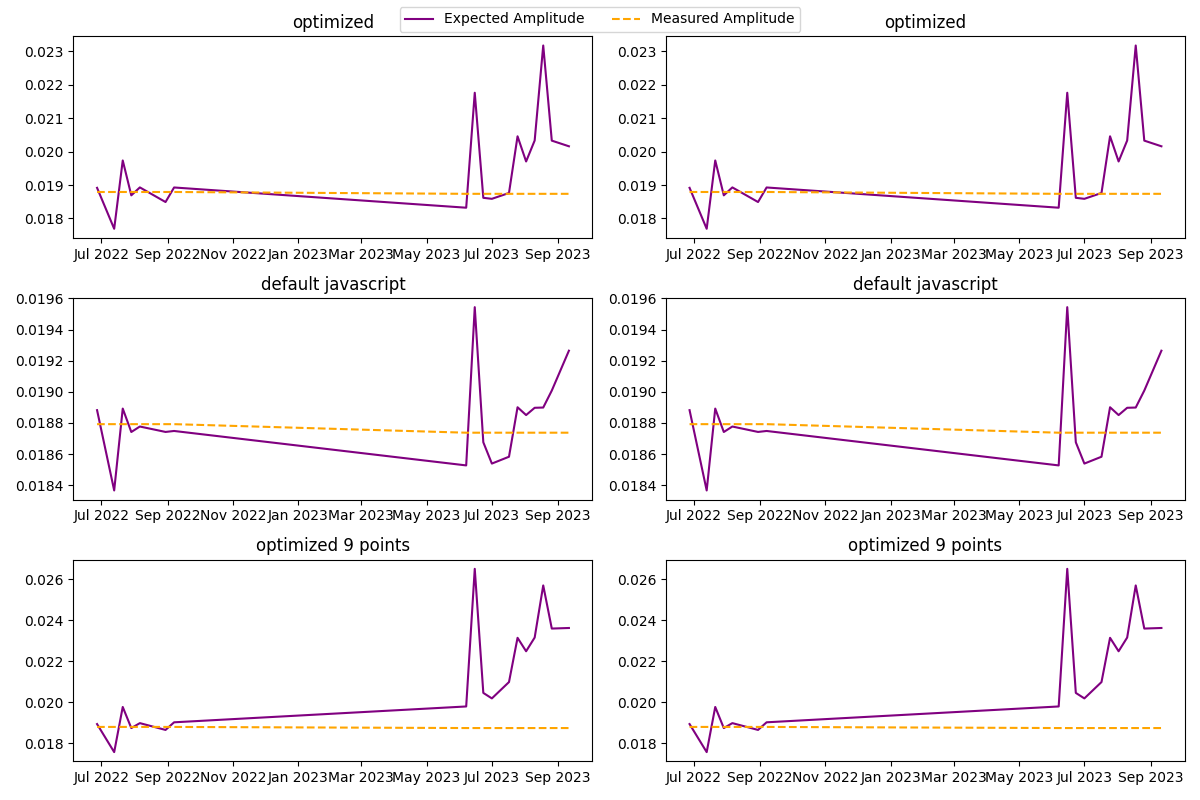 Expected Amplitude Measured Amplitude
optimized optimized
0.023 0.023
0.022 0.022
0.021 0.021
0.020 0.020
0.019 0.019
0.018 0.018
Jul 2022 Sep 2022 Nov 2022 Jan 2023 Mar 2023 May 2023 Jul 2023 Sep 2023 Jul 2022 Sep 2022 Nov 2022 Jan 2023 Mar 2023 May 2023 Jul 2023 Sep 2023
default javascript default javascript
0.0196 0.0196
0.0194 0.0194
0.0192 0.0192
0.0190 0.0190
0.0188 0.0188
0.0186 0.0186
0.0184 0.0184
Jul 2022 Sep 2022 Nov 2022 Jan 2023 Mar 2023 May 2023 Jul 2023 Sep 2023 Jul 2022 Sep 2022 Nov 2022 Jan 2023 Mar 2023 May 2023 Jul 2023 Sep 2023
optimized 9 points optimized 9 points
0.026 0.026
0.024 0.024
0.022 0.022
0.020 0.020
0.018 0.018
Jul 2022 Sep 2022 Nov 2022 Jan 2023 Mar 2023 May 2023 Jul 2023 Sep 2023 Jul 2022 Sep 2022 Nov 2022 Jan 2023 Mar 2023 May 2023 Jul 2023 Sep 2023